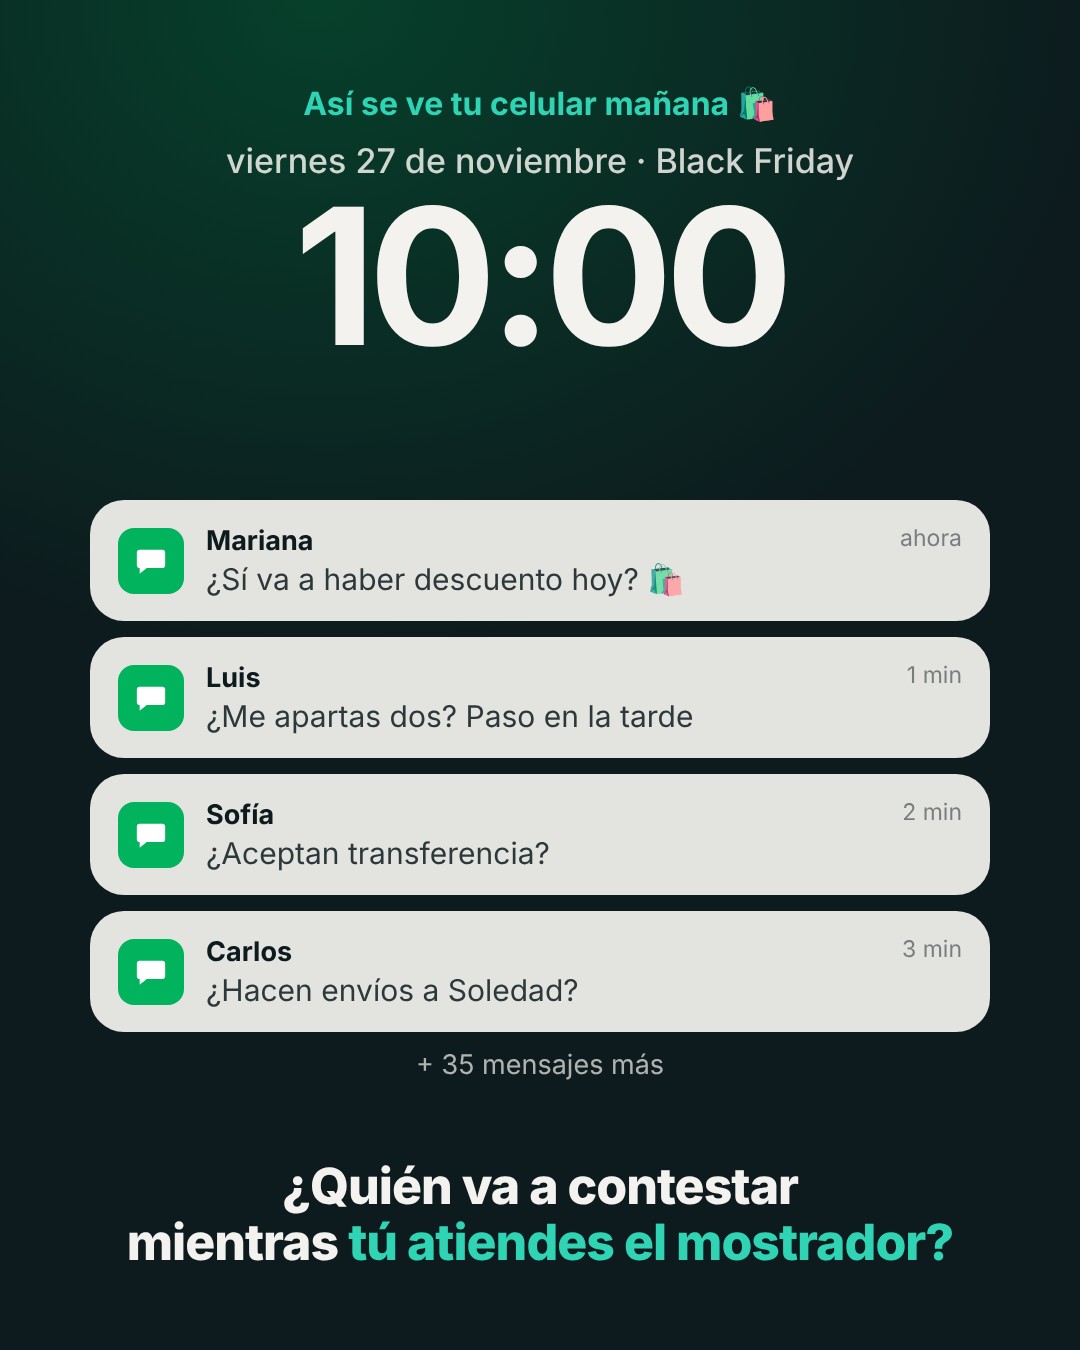 Así se ve tu celular mañana 🛍️
viernes 27 de noviembre · Black Friday
10:00
Mariana
ahora
¿Sí va a haber descuento hoy? 🛍️
Luis
1 min
¿Me apartas dos? Paso en la tarde
Sofía
2 min
¿Aceptan transferencia?
Carlos
3 min
¿Hacen envíos a Soledad?
+ 35 mensajes más
¿Quién va a contestar
mientras tú atiendes el mostrador?